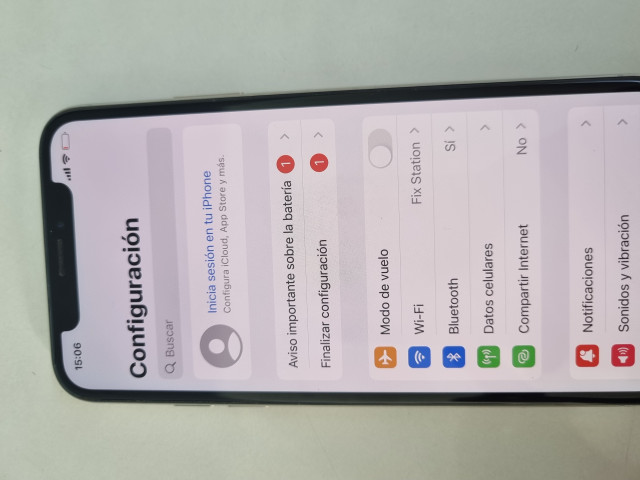 15:06
Configuración
Buscar
Inicia sesión en tu iPhone
Configura iCloud, App Store y más.
Aviso importante sobre la batería 1
Finalizar configuración 1
Modo de vuelo
Wi-Fi Fix Station
Bluetooth Sí
Datos celulares
Compartir Internet No
Notificaciones
Sonidos y vibración